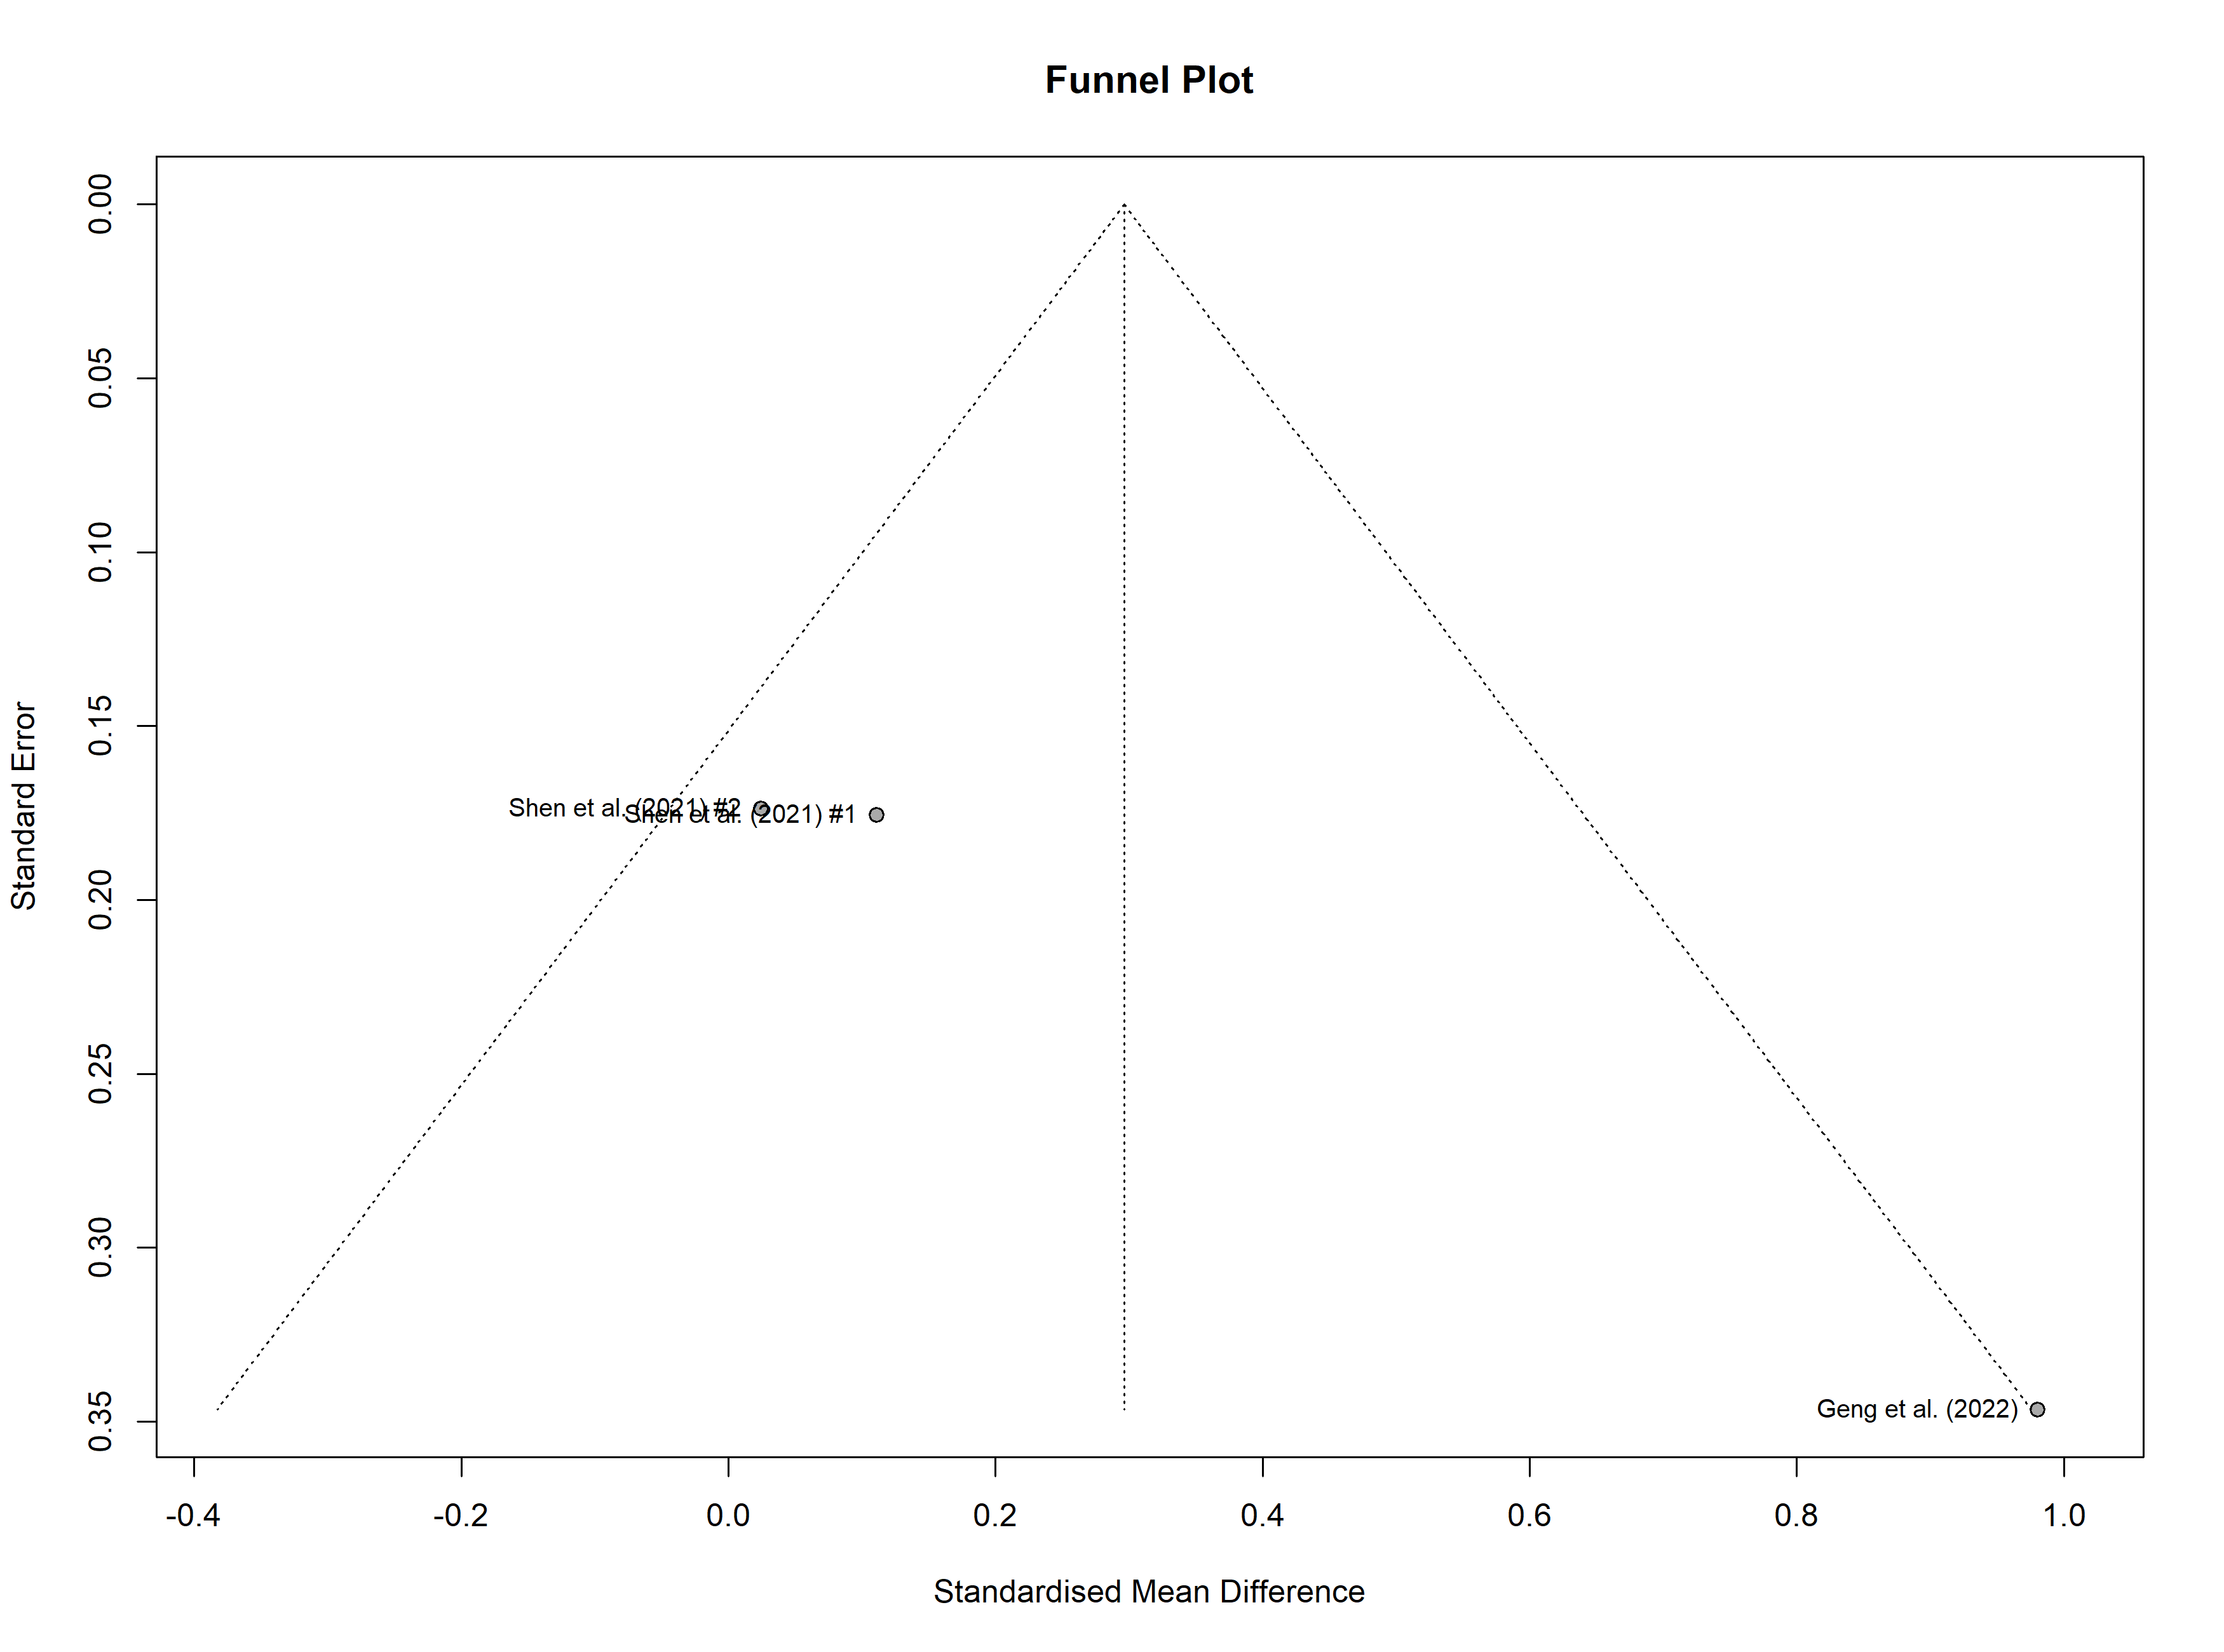 Funnel Plot
0.00
0.05
0.10
0.15
0.20
0.25
0.30
0.35
Standard Error
Shen et al. (2021) #2
Shen et al. (2021) #1
Geng et al. (2022)
-0.4 -0.2 0.0 0.2 0.4 0.6 0.8 1.0
Standardised Mean Difference